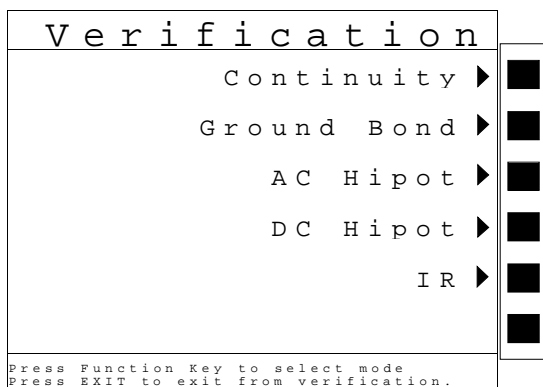 Verification
Continuity
Ground Bond
AC Hipot
DC Hipot
IR
Press Function Key to select mode
Press EXIT to exit from verification.